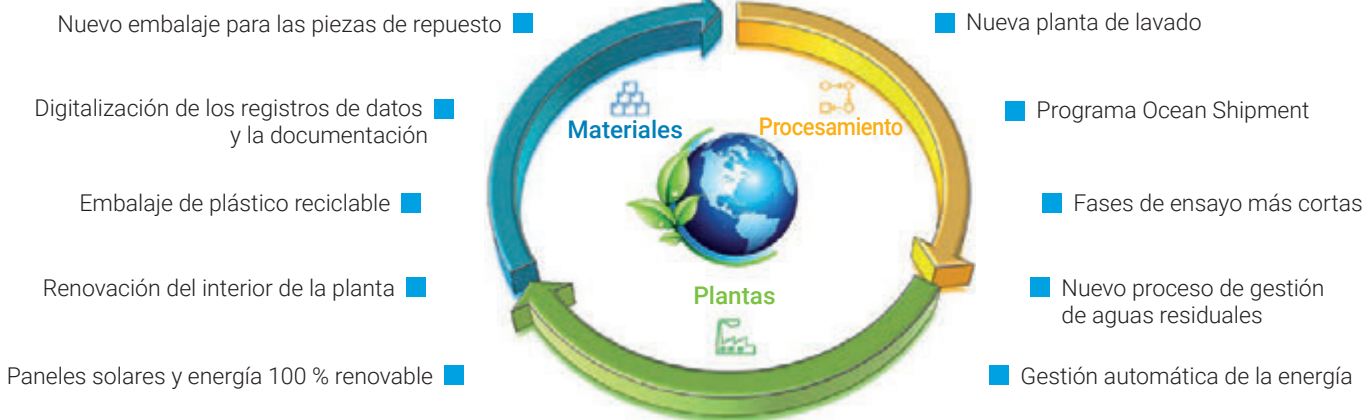 Nuevo embalaje para las piezas de repuesto
Digitalización de los registros de datos
y la documentación
Embalaje de plástico reciclable
Renovación del interior de la planta
Paneles solares y energía 100 % renovable
Materiales
Procesamiento
Plantas
Nueva planta de lavado
Programa Ocean Shipment
Fases de ensayo más cortas
Nuevo proceso de gestión
de aguas residuales
Gestión automática de la energía